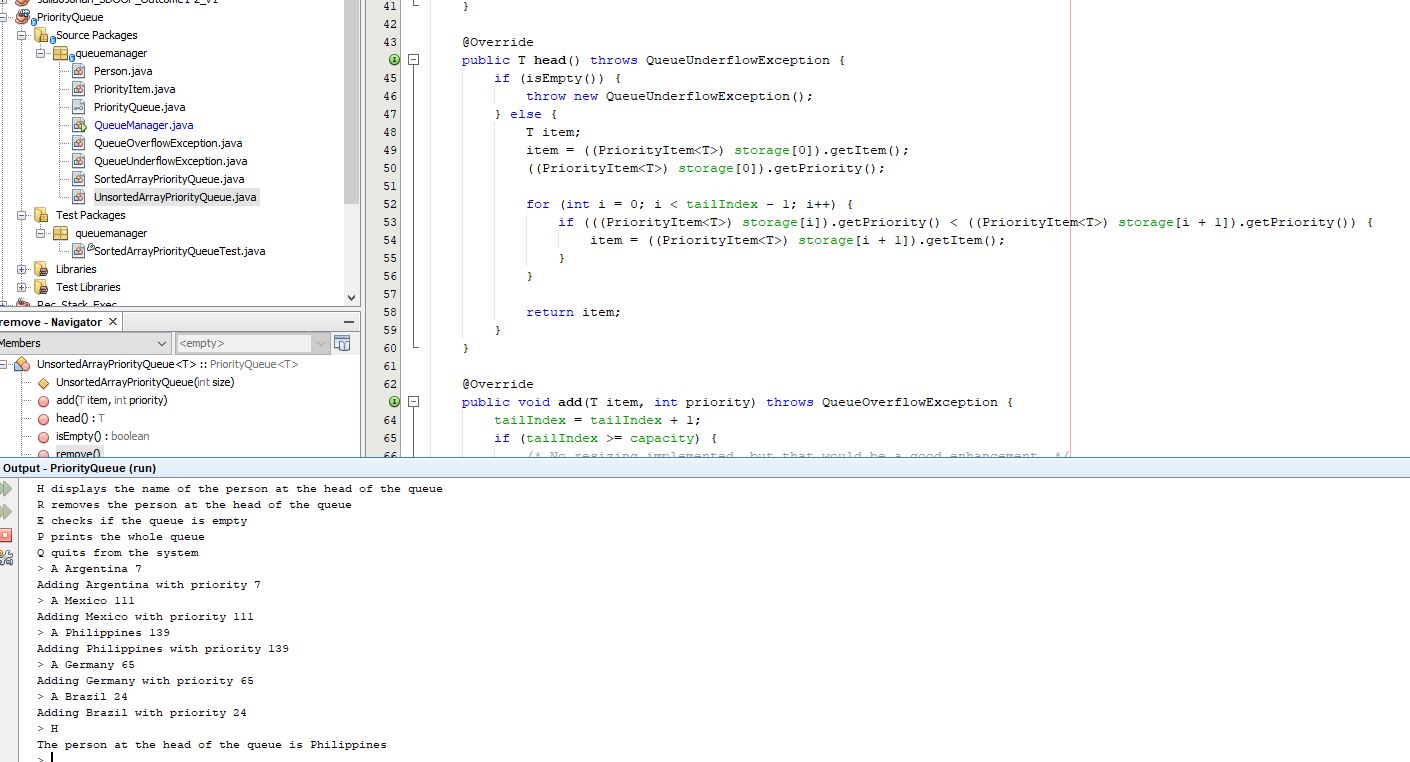 PriorityQueue
Source Packages
queuemanager
Person.java
PriorityItem.java
PriorityQueue.java
QueueManager.java
QueueOverflowException.java
QueueUnderflowException.java
SortedArrayPriorityQueue.java
UnsortedArrayPriorityQueue.java
Test Packages
queuemanager
SortedArrayPriorityQueueTest.java
Libraries
Test Libraries
Rec_Stack_Exec
remove - Navigator
Members
<empty>
UnsortedArrayPriorityQueue<T> :: PriorityQueue<T>
UnsortedArrayPriorityQueue(int size)
add(T item, int priority)
head() : T
isEmpty() : boolean
remove()
41 }
42
43 @Override
public T head() throws QueueUnderflowException {
45 if (isEmpty()) {
46 throw new QueueUnderflowException();
47 } else {
48 T item;
49 item = ((PriorityItem<T>) storage[0]).getItem();
50 ((PriorityItem<T>) storage[0]).getPriority();
51
52 for (int i = 0; i < tailIndex - 1; i++) {
53 if (((PriorityItem<T>) storage[i]).getPriority() < ((PriorityItem<T>) storage[i + 1]).getPriority()) {
54 item = ((PriorityItem<T>) storage[i + 1]).getItem();
55 }
56 }
57
58 return item;
59 }
60 }
61
62 @Override
public void add(T item, int priority) throws QueueOverflowException {
64 tailIndex = tailIndex + 1;
65 if (tailIndex >= capacity) {
66 /* No resizing implemented, but that would be a good enhancement. */
Output - PriorityQueue (run)
H displays the name of the person at the head of the queue
R removes the person at the head of the queue
E checks if the queue is empty
P prints the whole queue
Q quits from the system
> A Argentina 7
Adding Argentina with priority 7
> A Mexico 111
Adding Mexico with priority 111
> A Philippines 139
Adding Philippines with priority 139
> A Germany 65
Adding Germany with priority 65
> A Brazil 24
Adding Brazil with priority 24
> H
The person at the head of the queue is Philippines
>